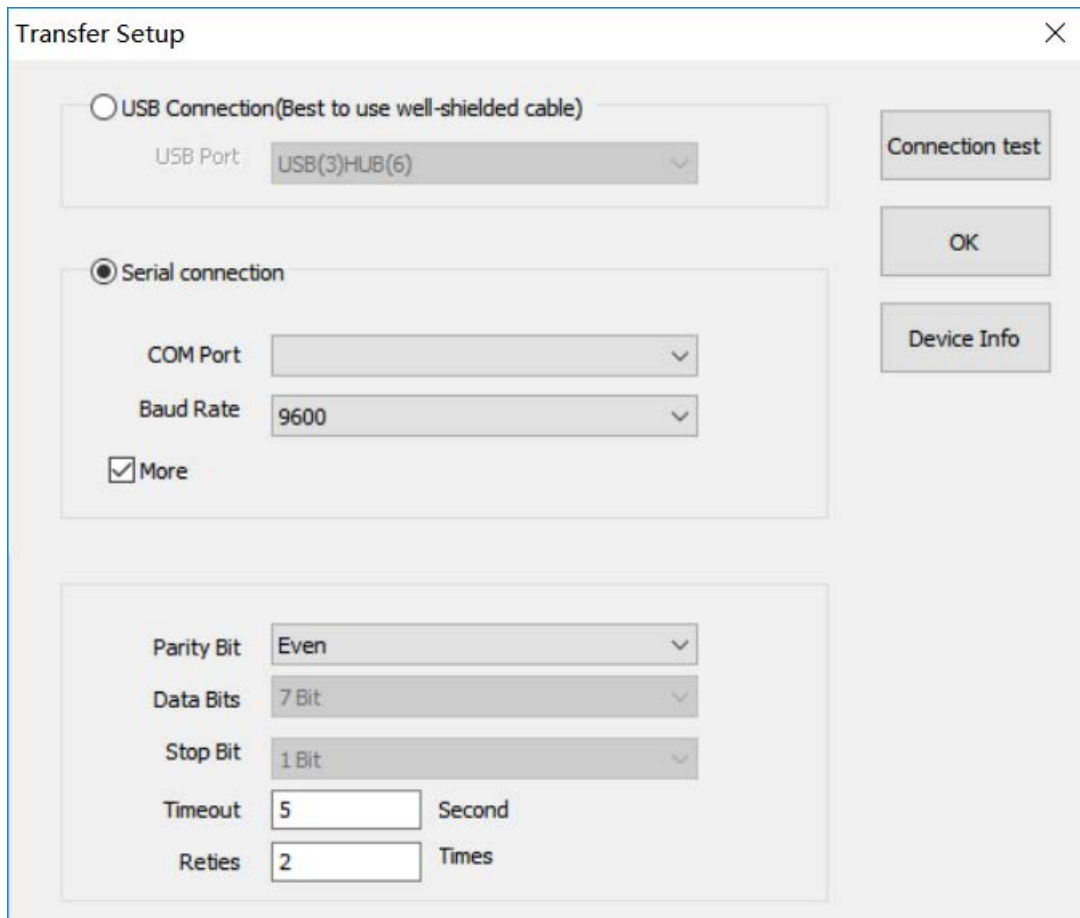 Transfer Setup
USB Connection(Best to use well-shielded cable)
USB Port USB(3)HUB(6)
Connection test
OK
Device Info
Serial connection
COM Port
Baud Rate 9600
More
Parity Bit Even
Data Bits 7 Bit
Stop Bit 1 Bit
Timeout 5 Second
Reties 2 Times